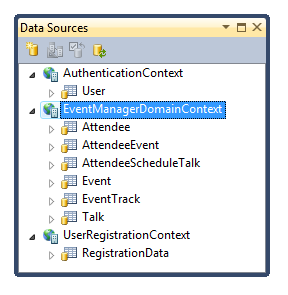 Data Sources
AuthenticationContext
User
EventManagerDomainContext
Attendee
AttendeeEvent
AttendeeScheduleTalk
Event
EventTrack
Talk
UserRegistrationContext
RegistrationData